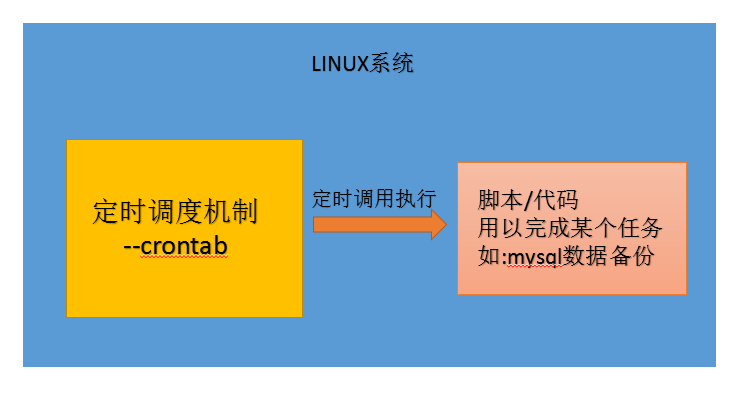 LINUX系统
定时调度机制
--crontab
定时调用执行
脚本/代码
用以完成某个任务
如:mysql数据备份